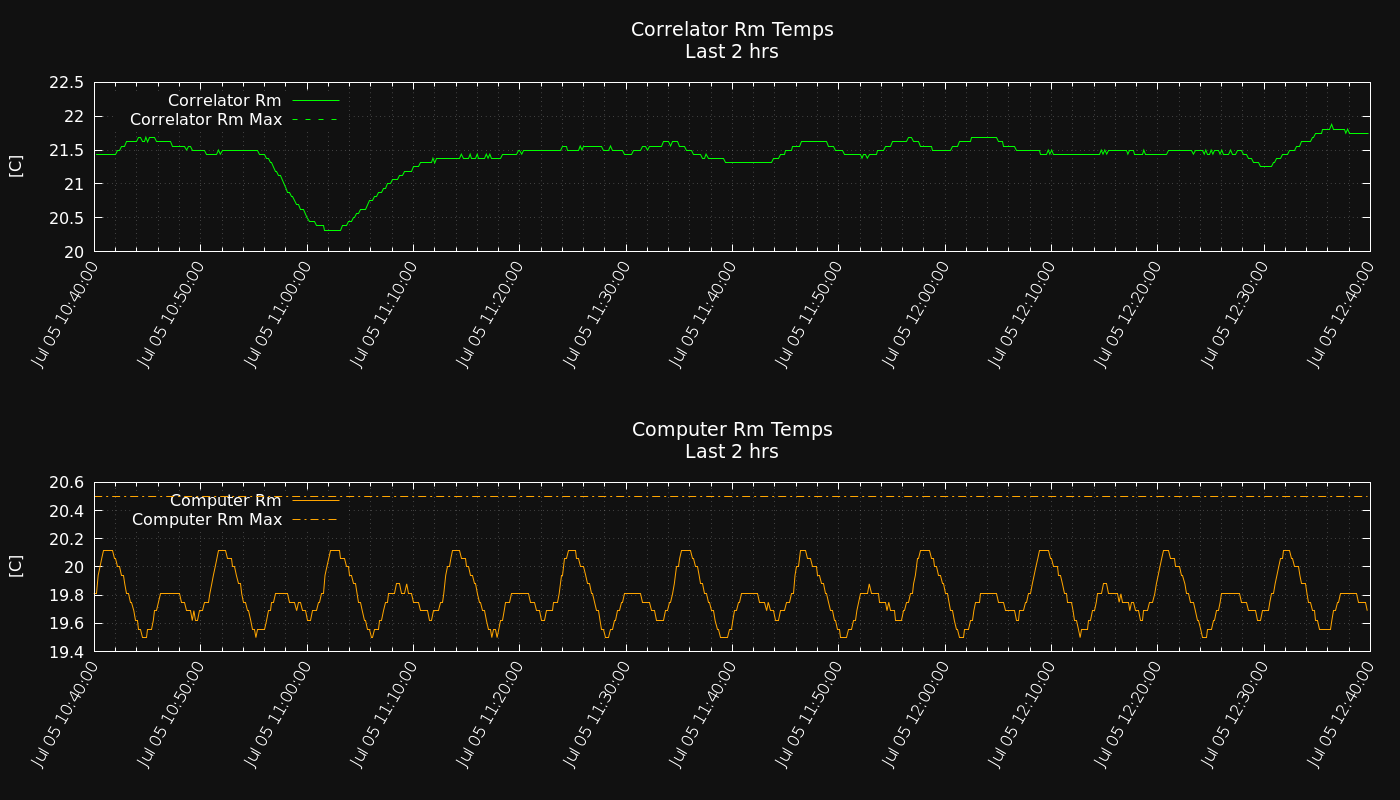 Correlator Rm Temps
Last 2 hrs
22.5
22
21.5
21
20.5
20
[C]
Correlator Rm
Correlator Rm Max
Jul 05 10:40:00
Jul 05 10:50:00
Jul 05 11:00:00
Jul 05 11:10:00
Jul 05 11:20:00
Jul 05 11:30:00
Jul 05 11:40:00
Jul 05 11:50:00
Jul 05 12:00:00
Jul 05 12:10:00
Jul 05 12:20:00
Jul 05 12:30:00
Jul 05 12:40:00
Computer Rm Temps
Last 2 hrs
20.6
20.4
20.2
20
19.8
19.6
19.4
[C]
Computer Rm
Computer Rm Max
Jul 05 10:40:00
Jul 05 10:50:00
Jul 05 11:00:00
Jul 05 11:10:00
Jul 05 11:20:00
Jul 05 11:30:00
Jul 05 11:40:00
Jul 05 11:50:00
Jul 05 12:00:00
Jul 05 12:10:00
Jul 05 12:20:00
Jul 05 12:30:00
Jul 05 12:40:00